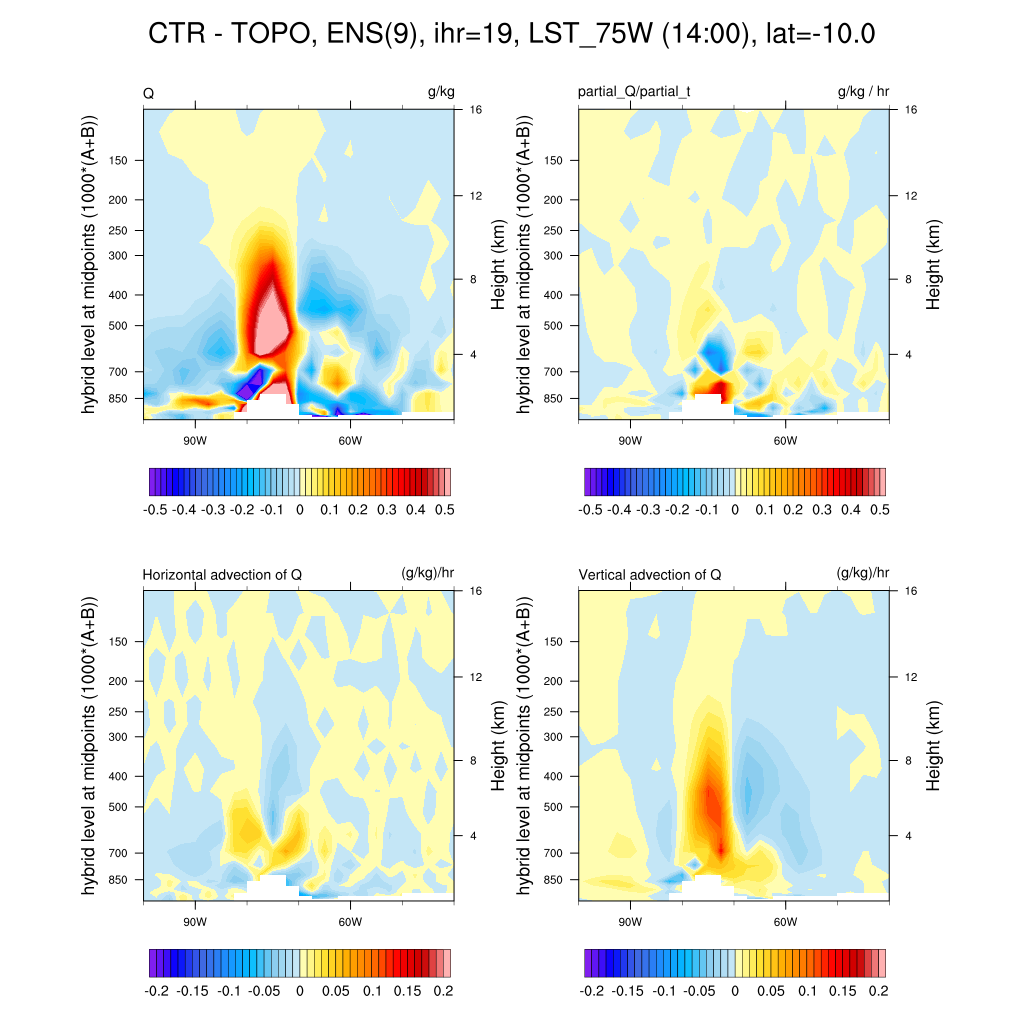 CTR - TOPO, ENS(9), ihr=19, LST_75W (14:00), lat=-10.0
Q g/kg
hybrid level at midpoints (1000*(A+B))
150
200
250
300
400
500
700
850
16
12
8
4
Height (km)
90W 60W
-0.5 -0.4 -0.3 -0.2 -0.1 0 0.1 0.2 0.3 0.4 0.5
partial_Q/partial_t g/kg / hr
hybrid level at midpoints (1000*(A+B))
150
200
250
300
400
500
700
850
16
12
8
4
Height (km)
90W 60W
-0.5 -0.4 -0.3 -0.2 -0.1 0 0.1 0.2 0.3 0.4 0.5
Horizontal advection of Q (g/kg)/hr
hybrid level at midpoints (1000*(A+B))
150
200
250
300
400
500
700
850
16
12
8
4
Height (km)
90W 60W
-0.2 -0.15 -0.1 -0.05 0 0.05 0.1 0.15 0.2
Vertical advection of Q (g/kg)/hr
hybrid level at midpoints (1000*(A+B))
150
200
250
300
400
500
700
850
16
12
8
4
Height (km)
90W 60W
-0.2 -0.15 -0.1 -0.05 0 0.05 0.1 0.15 0.2